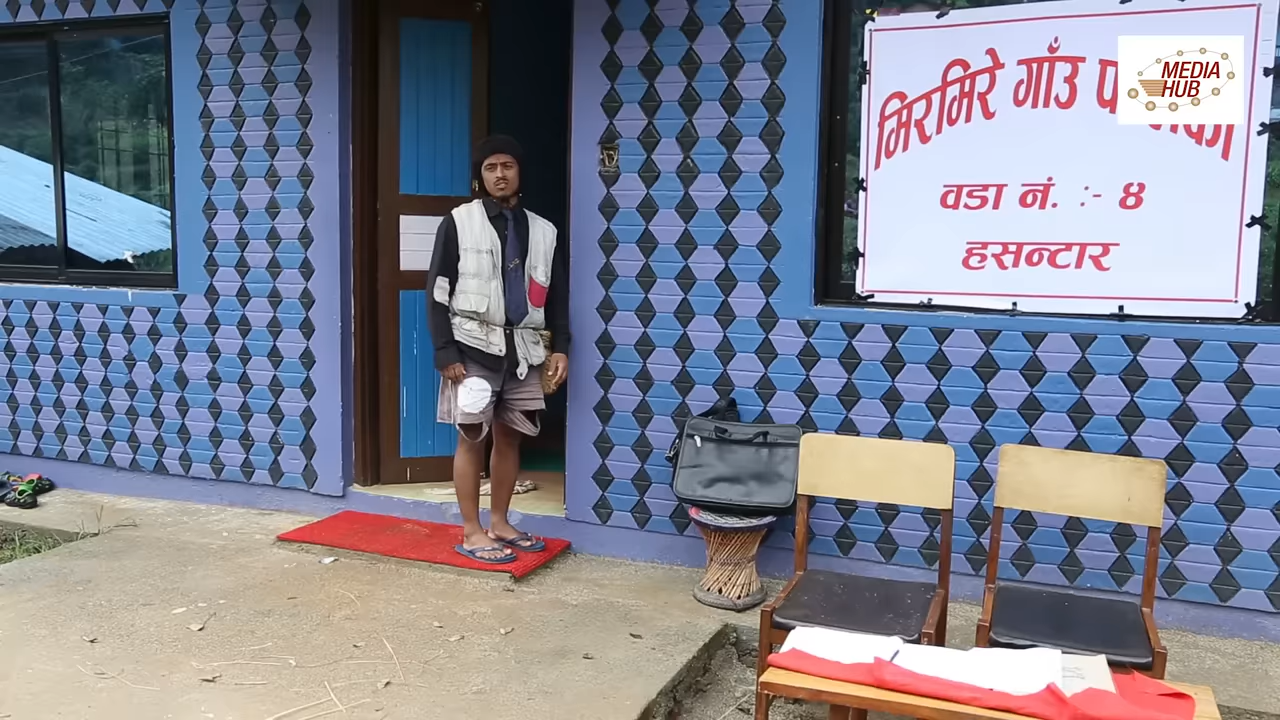 मिरमिरे गाँउ
MEDIA
HUB
वडा नं. :- ४
हसन्टार